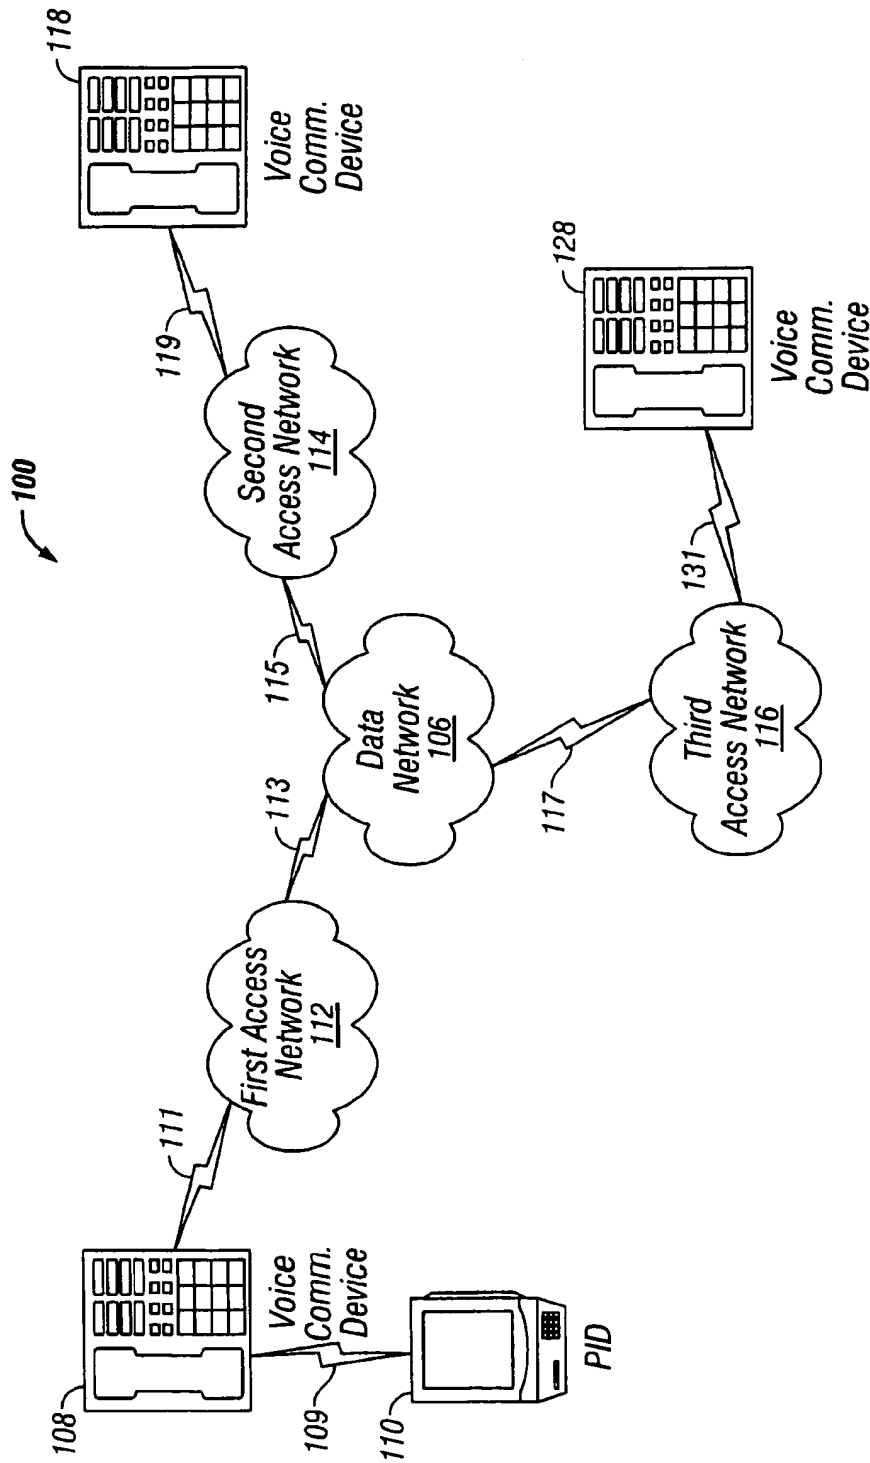 100
108
Voice
Comm.
Device
109
110
PID
111
First Access
Network
112
113
Data
Network
106
115
Second
Access Network
114
119
118
Voice
Comm.
Device
117
Third
Access Network
116
131
128
Voice
Comm.
Device